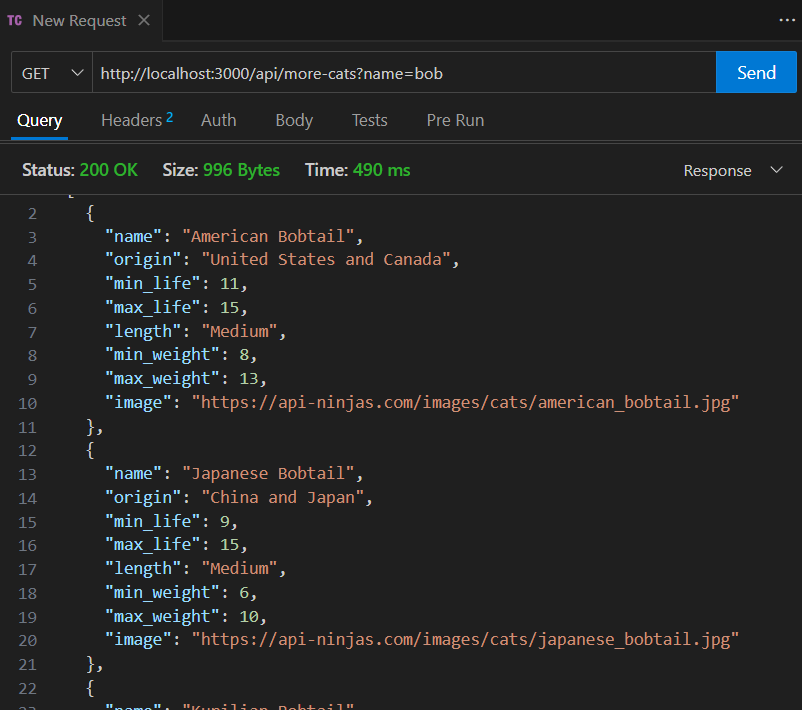 TC New Request
GET http://localhost:3000/api/more-cats?name=bob Send
Query Headers 2 Auth Body Tests Pre Run
Status: 200 OK Size: 996 Bytes Time: 490 ms Response
2 {
3 "name": "American Bobtail",
4 "origin": "United States and Canada",
5 "min_life": 11,
6 "max_life": 15,
7 "length": "Medium",
8 "min_weight": 8,
9 "max_weight": 13,
10 "image": "https://api-ninjas.com/images/cats/american_bobtail.jpg"
11 },
12 {
13 "name": "Japanese Bobtail",
14 "origin": "China and Japan",
15 "min_life": 9,
16 "max_life": 15,
17 "length": "Medium",
18 "min_weight": 6,
19 "max_weight": 10,
20 "image": "https://api-ninjas.com/images/cats/japanese_bobtail.jpg"
21 },
22 {
23 "name": "Kurilian Bobtail"